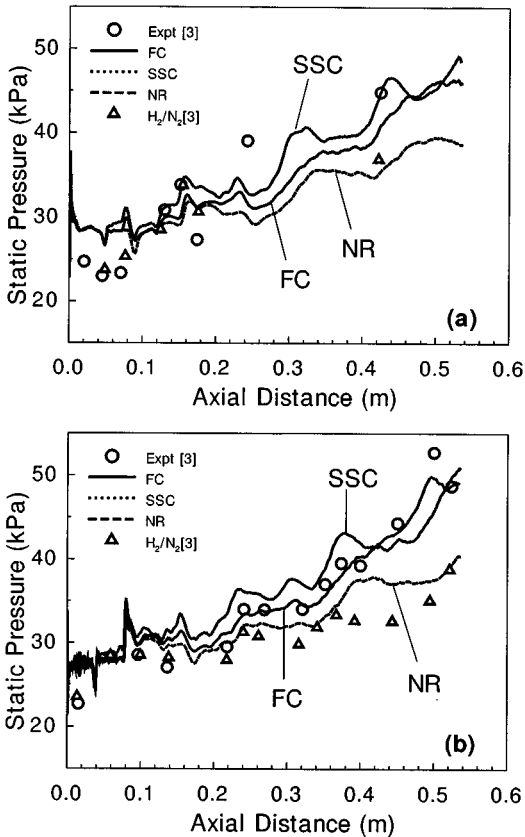 50
40
30
20
Static Pressure (kPa)
Expt [3]
FC
SSC
NR
H₂/N₂[3]
SSC
NR
FC
(a)
0.0 0.1 0.2 0.3 0.4 0.5 0.6
Axial Distance (m)
50
40
30
20
Static Pressure (kPa)
Expt [3]
FC
SSC
NR
H₂/N₂[3]
SSC
FC
NR
(b)
0.0 0.1 0.2 0.3 0.4 0.5 0.6
Axial Distance (m)